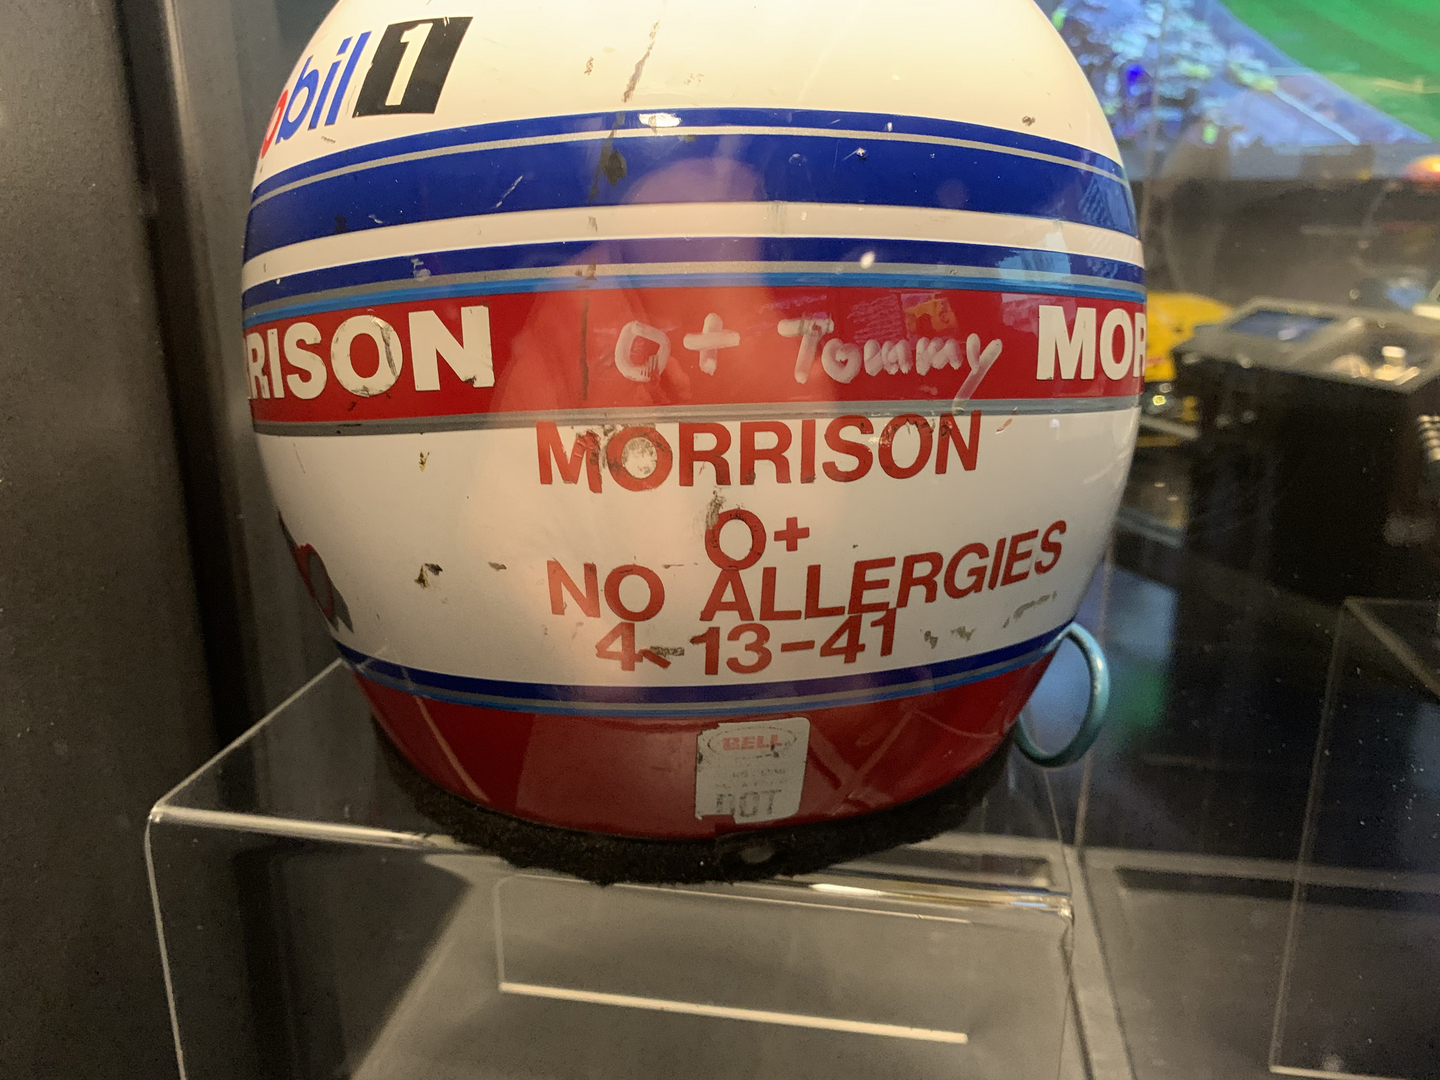 obil 1
RISON O+ Tommy MOR
MORRISON
O+
NO ALLERGIES
4-13-41
BELL
DOT